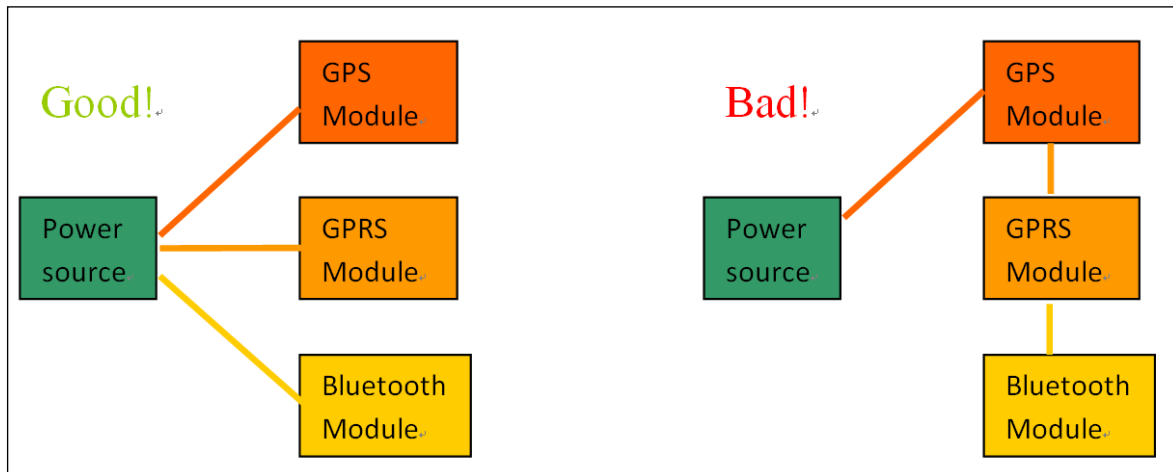 Good!
GPS
Module
Power
source
GPRS
Module
Bluetooth
Module
Bad!
GPS
Module
Power
source
GPRS
Module
Bluetooth
Module